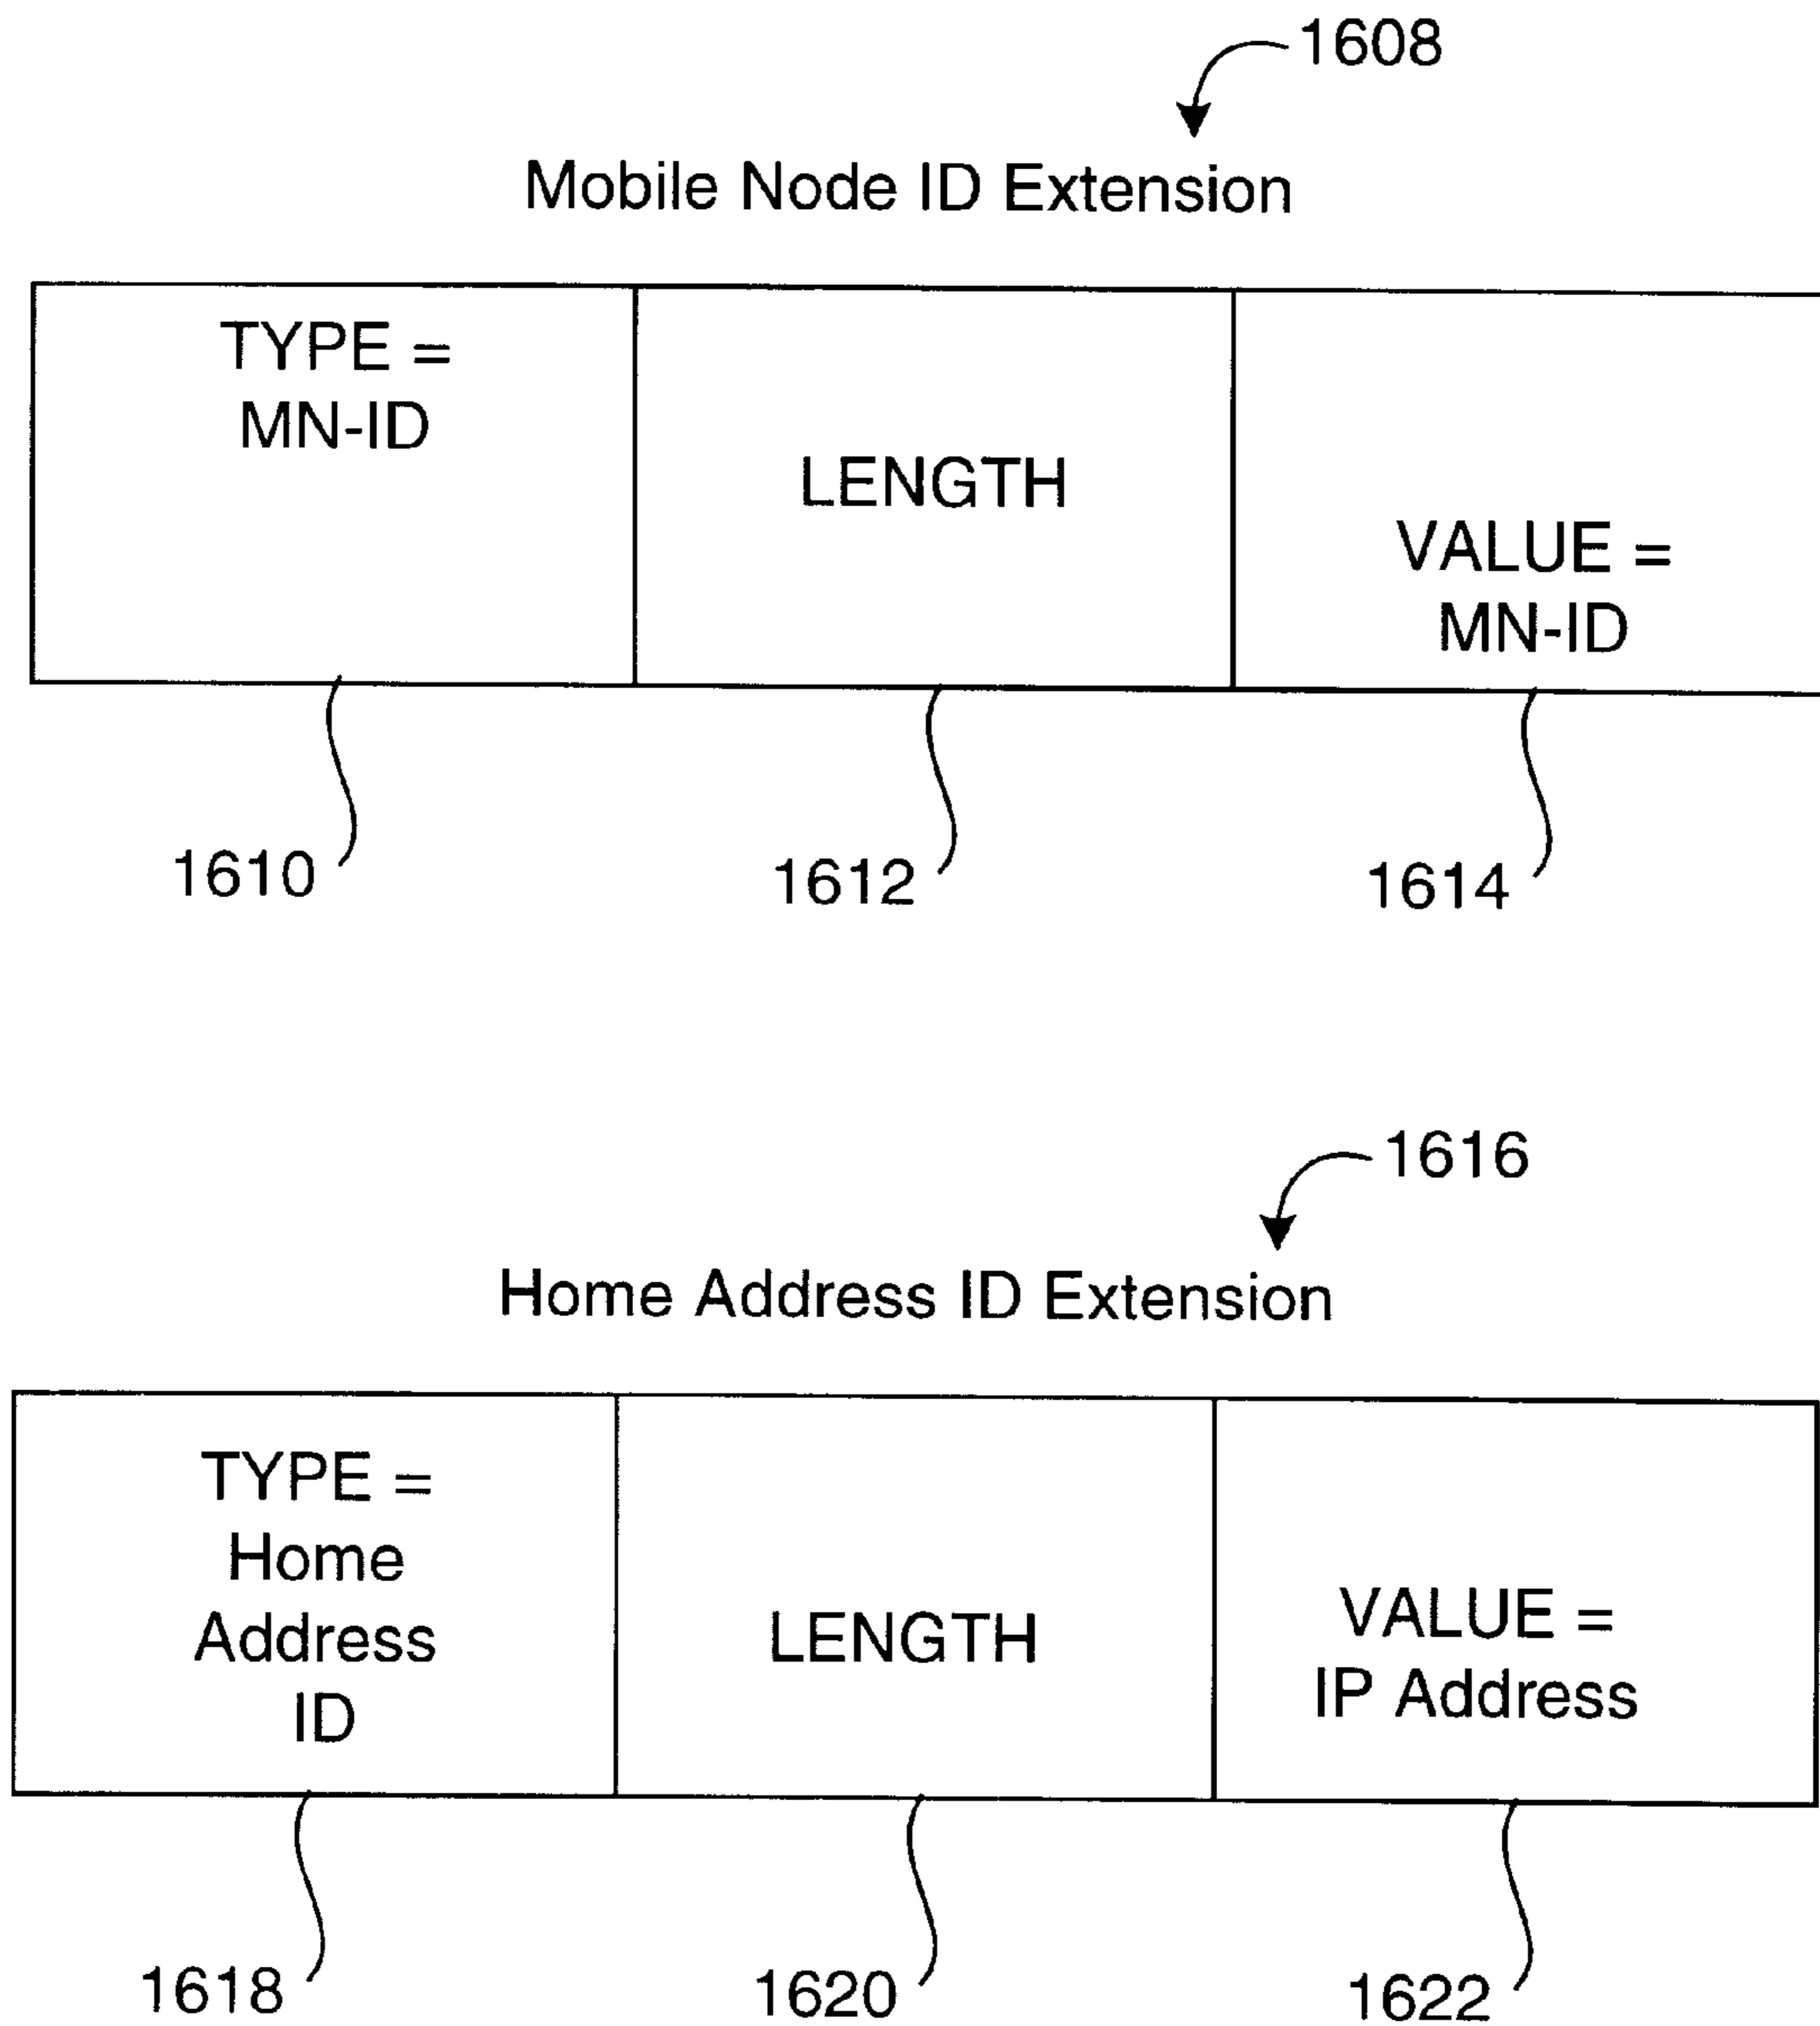 1608
Mobile Node ID Extension
TYPE =
MN-ID
LENGTH
VALUE =
MN-ID
1610
1612
1614
1616
Home Address ID Extension
TYPE =
Home
Address
ID
LENGTH
VALUE =
IP Address
1618
1620
1622